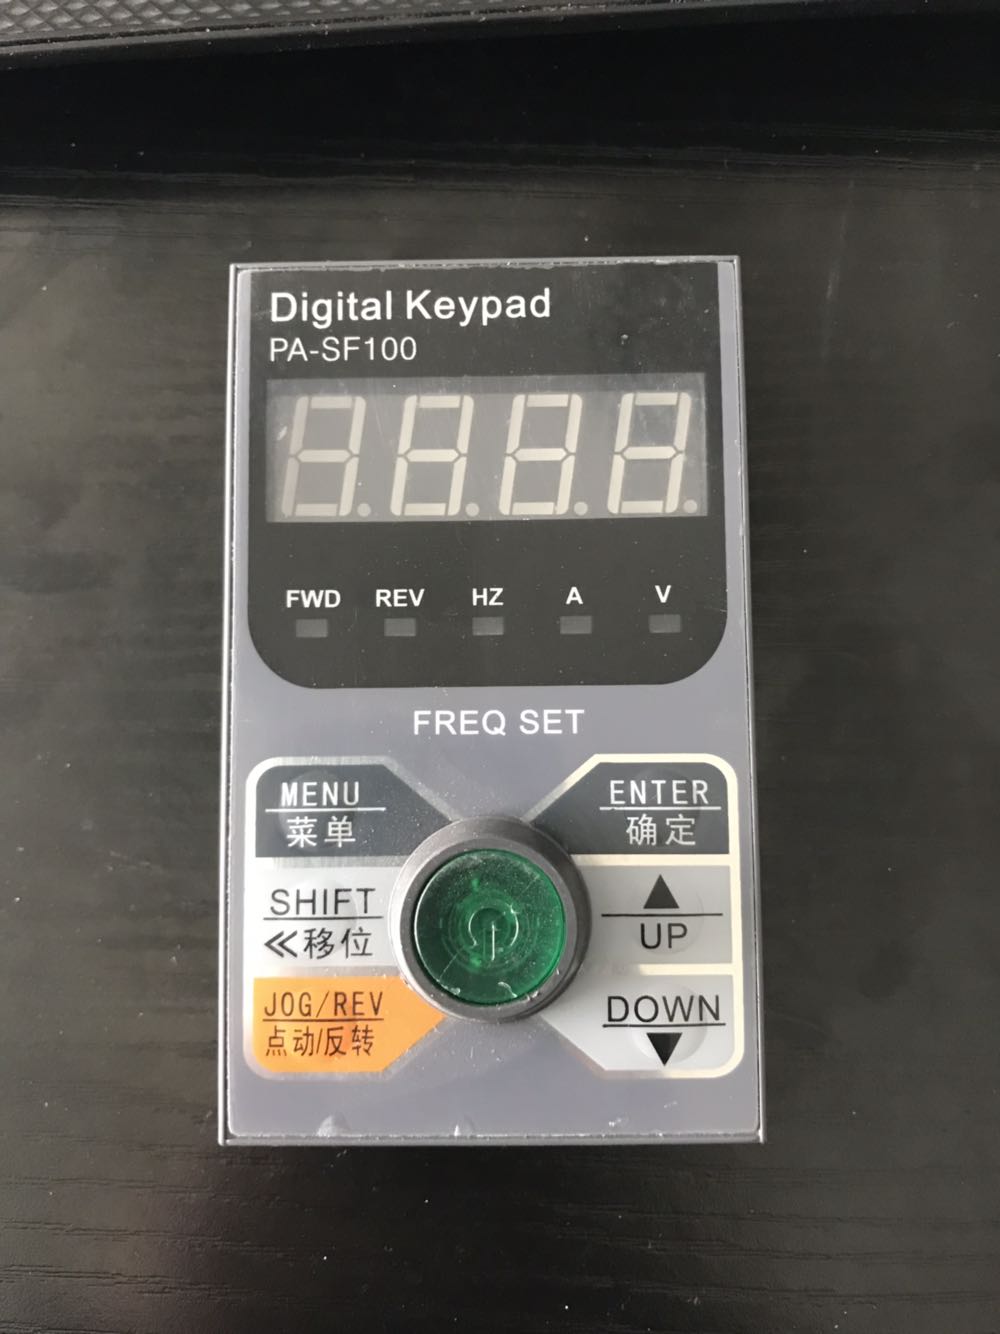 Digital Keypad
PA-SF100
FWD REV HZ A V
FREQ SET
MENU
菜单
ENTER
确定
SHIFT
≪移位
▲
UP
JOG/REV
点动/反转
DOWN
▼